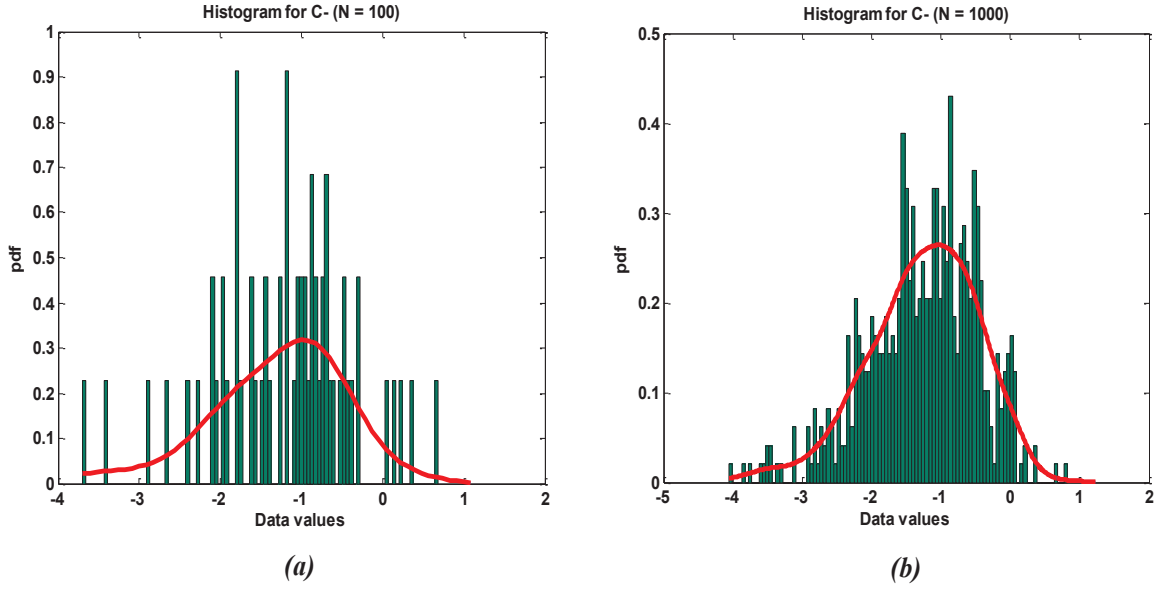 Histogram for C- (N = 100)
1
0.9
0.8
0.7
0.6
0.5
0.4
0.3
0.2
0.1
0
pdf
-4 -3 -2 -1 0 1 2
Data values
(a)
Histogram for C- (N = 1000)
0.5
0.4
0.3
0.2
0.1
0
pdf
-5 -4 -3 -2 -1 0 1 2
Data values
(b)